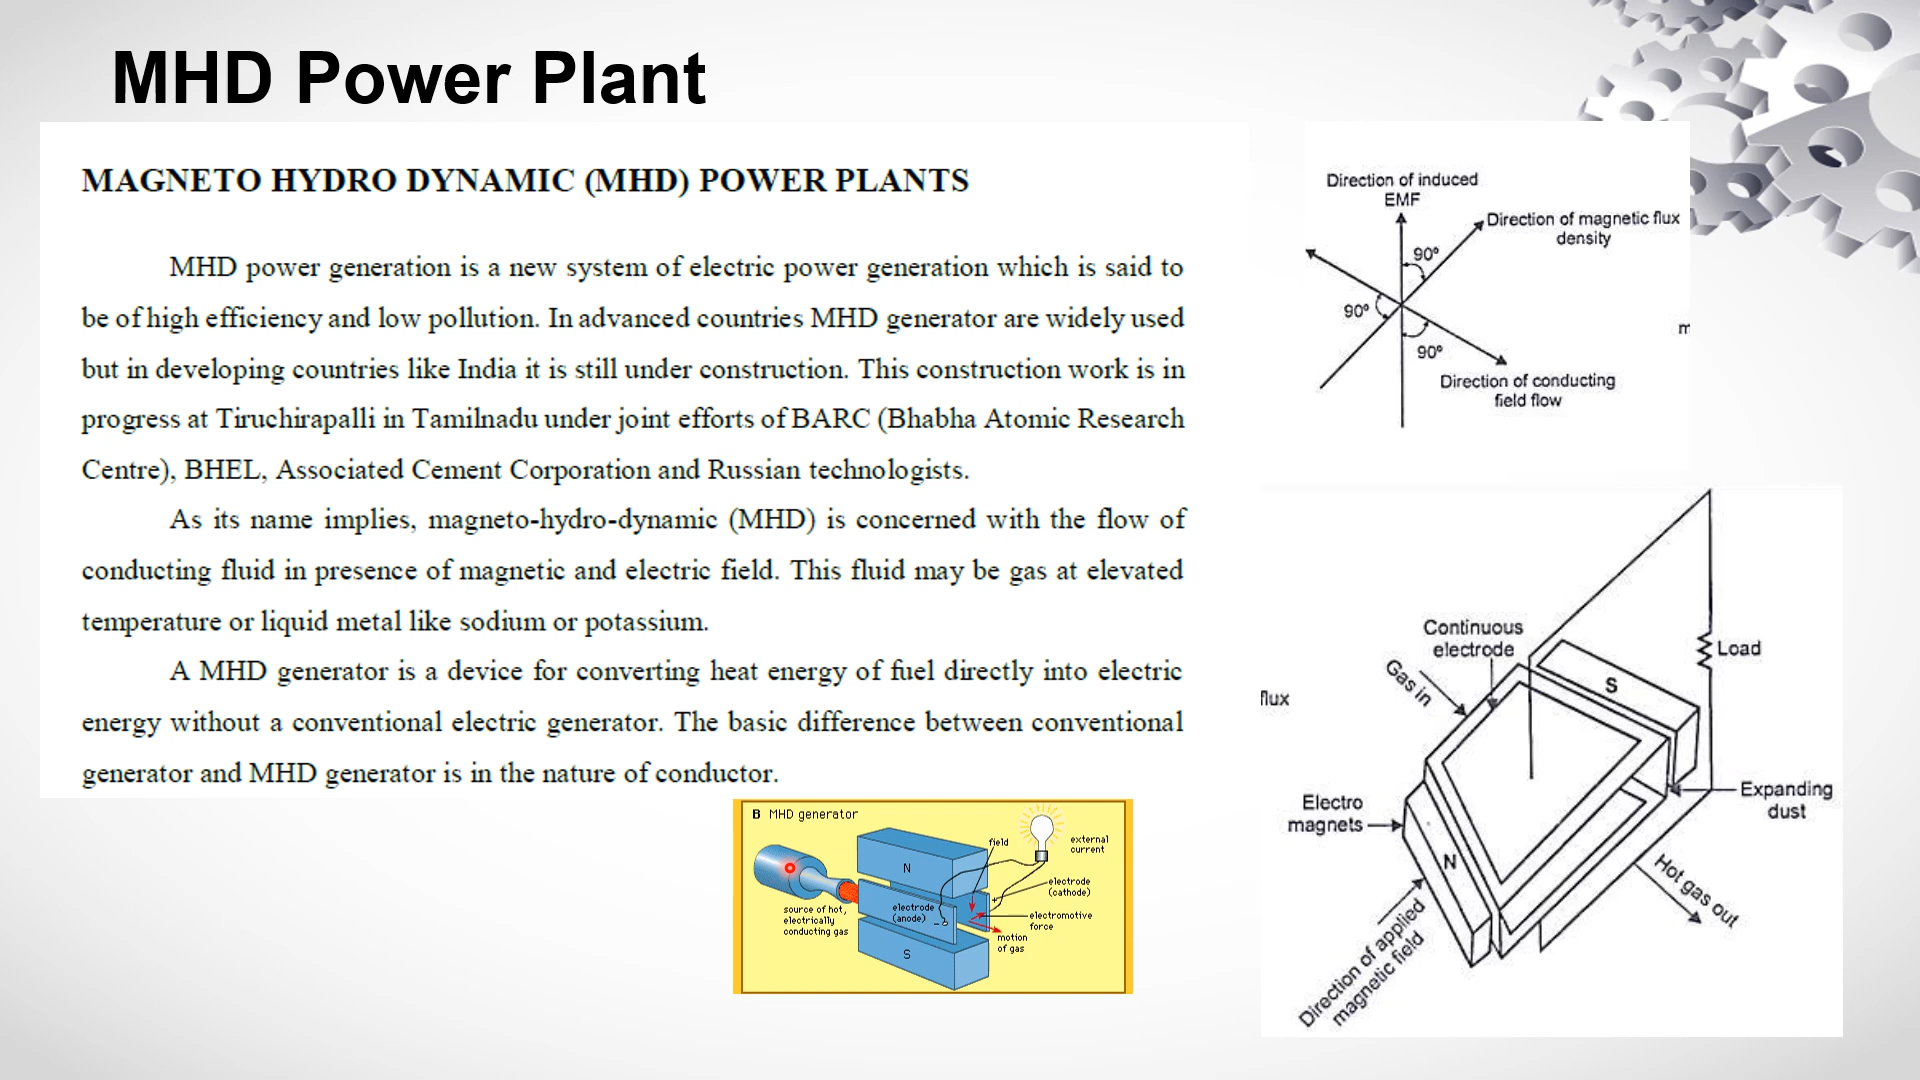 MHD Power Plant
MAGNETO HYDRO DYNAMIC (MHD) POWER PLANTS
MHD power generation is a new system of electric power generation which is said to
be of high efficiency and low pollution. In advanced countries MHD generator are widely used
but in developing countries like India it is still under construction. This construction work is in
progress at Tiruchirapalli in Tamilnadu under joint efforts of BARC (Bhabha Atomic Research
Centre), BHEL, Associated Cement Corporation and Russian technologists.
As its name implies, magneto-hydro-dynamic (MHD) is concerned with the flow of
conducting fluid in presence of magnetic and electric field. This fluid may be gas at elevated
temperature or liquid metal like sodium or potassium.
A MHD generator is a device for converting heat energy of fuel directly into electric
energy without a conventional electric generator. The basic difference between conventional
generator and MHD generator is in the nature of conductor.
Direction of induced
EMF
Direction of magnetic flux
density
90°
90°
90°
m
Direction of conducting
field flow
Continuous
electrode
Gas in
S
Load
flux
Electro
magnets
N
Expanding
dust
Hot gas out
Direction of applied
magnetic field
B MHD generator
field
external
current
N
electrode
(cathode)
electrode
(anode)
source of hot,
electrically
conducting gas
electromotive
force
motion
of gas
S